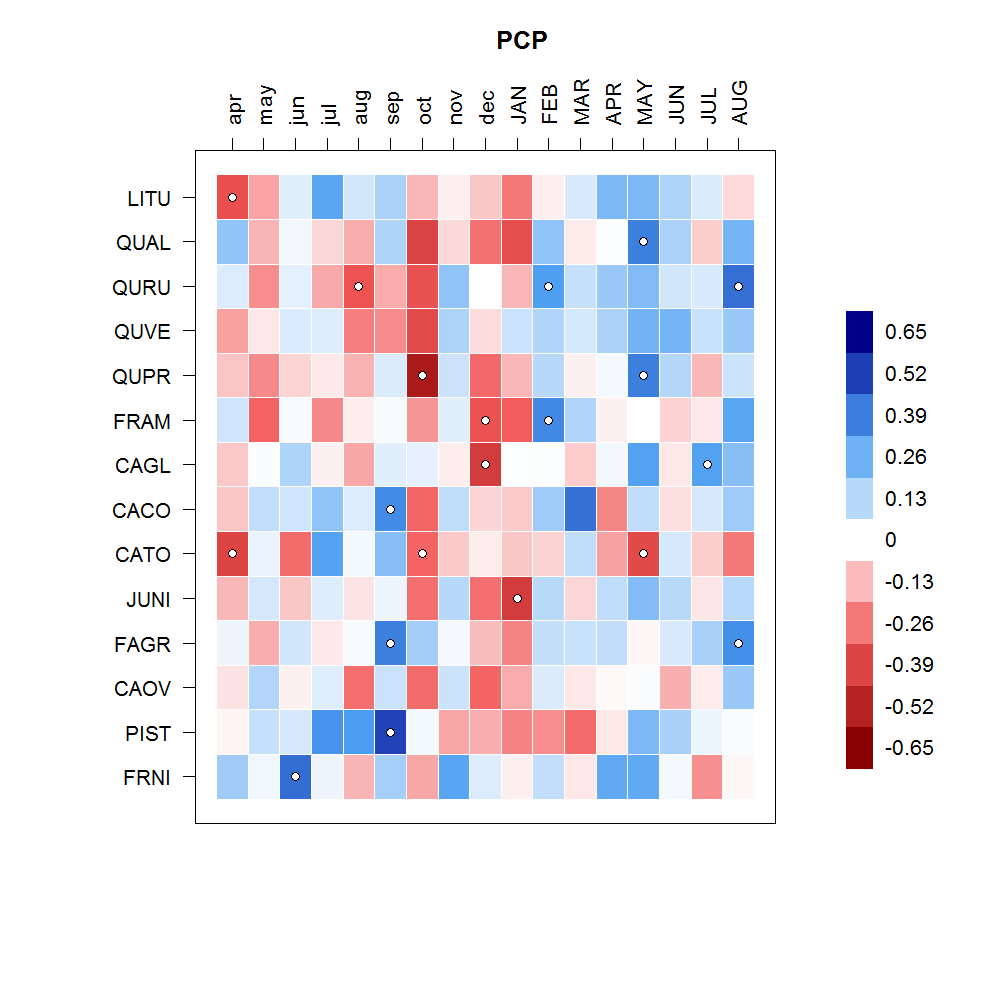 PCP
apr may jun jul aug sep oct nov dec JAN FEB MAR APR MAY JUN JUL AUG
LITU
QUAL
QURU
QUVE
QUPR
FRAM
CAGL
CACO
CATO
JUNI
FAGR
CAOV
PIST
FRNI
0.65
0.52
0.39
0.26
0.13
0
-0.13
-0.26
-0.39
-0.52
-0.65